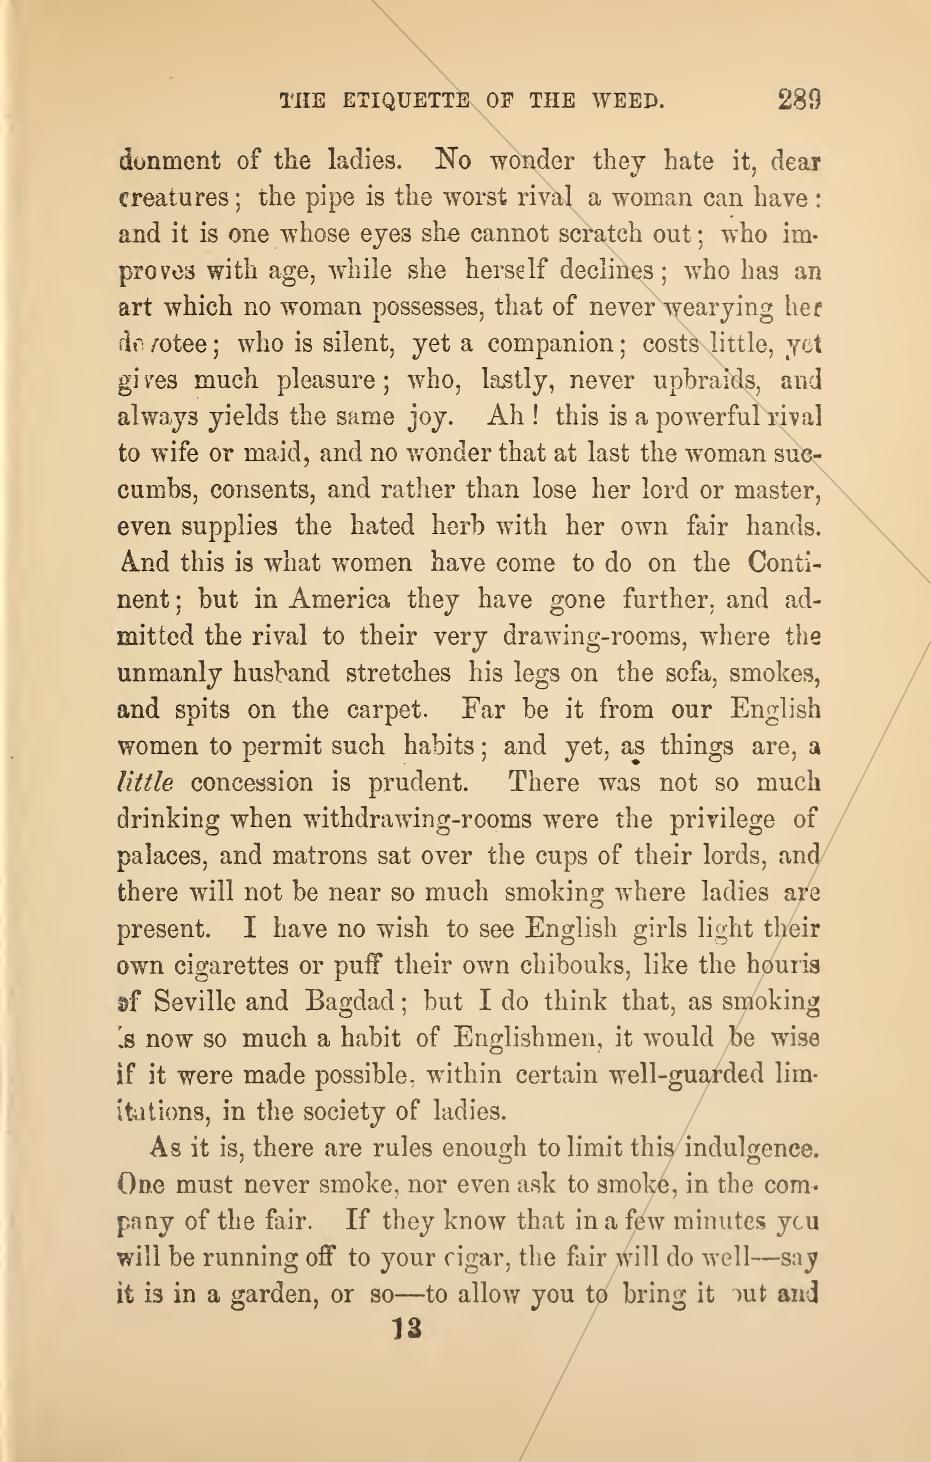 THE ETIQUETTE OF THE WEED. 289
donment of the ladies. No wonder they hate it, dear
creatures; the pipe is the worst rival a woman can have:
and it is one whose eyes she cannot scratch out; who im-
proves with age, while she herself declines; who has an
art which no woman possesses, that of never wearying her
devotee; who is silent, yet a companion; costs little, yet
gives much pleasure; who, lastly, never upbraids, and
always yields the same joy. Ah! this is a powerful rival
to wife or maid, and no wonder that at last the woman suc-
cumbs, consents, and rather than lose her lord or master,
even supplies the hated herb with her own fair hands.
And this is what women have come to do on the Conti-
nent; but in America they have gone further, and ad-
mitted the rival to their very drawing-rooms, where the
unmanly husband stretches his legs on the sofa, smokes,
and spits on the carpet. Far be it from our English
women to permit such habits; and yet, as things are, a
little concession is prudent. There was not so much
drinking when withdrawing-rooms were the privilege of
palaces, and matrons sat over the cups of their lords, and
there will not be near so much smoking where ladies are
present. I have no wish to see English girls light their
own cigarettes or puff their own chibouks, like the houris
of Seville and Bagdad; but I do think that, as smoking
is now so much a habit of Englishmen, it would be wise
if it were made possible, within certain well-guarded lim-
itations, in the society of ladies.
As it is, there are rules enough to limit this indulgence.
One must never smoke, nor even ask to smoke, in the com-
pany of the fair. If they know that in a few minutes you
will be running off to your cigar, the fair will do well—say
it is in a garden, or so—to allow you to bring it out and
13